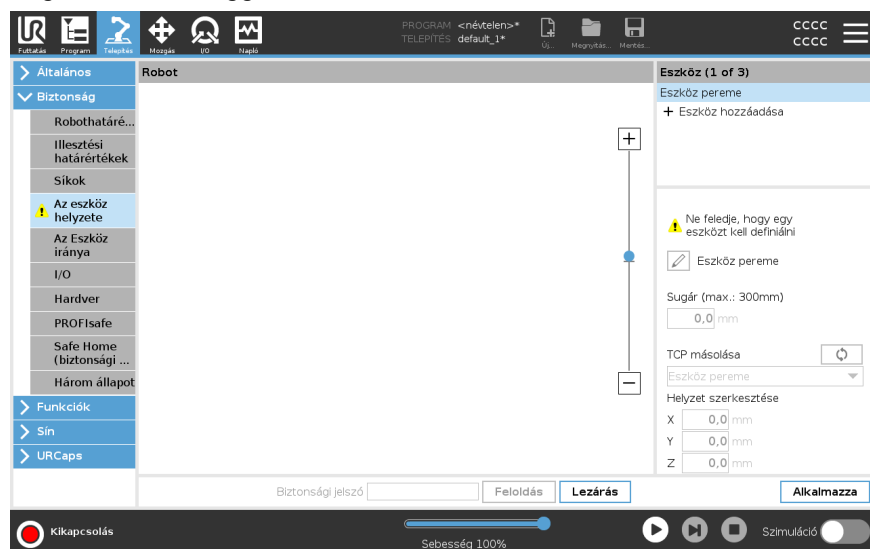 Futtatás
Program
Telepítés
Mozgás
I/O
Napló
PROGRAM <névtelen>*
TELEPÍTÉS default_1*
Új...
Megnyitás...
Mentés...
cccc
cccc
Általános
Biztonság
Robothatáré...
Illesztési
határértékek
Síkok
Az eszköz
helyzete
Az Eszköz
iránya
I/O
Hardver
PROFIsafe
Safe Home
(biztonsági ...
Három állapot
Funkciók
Sín
URCaps
Robot
Eszköz (1 of 3)
Eszköz pereme
+ Eszköz hozzáadása
Ne feledje, hogy egy
eszközt kell definiálni
Eszköz pereme
Sugár (max.: 300mm)
0,0 mm
TCP másolása
Eszköz pereme
Helyzet szerkesztése
X 0,0 mm
Y 0,0 mm
Z 0,0 mm
Biztonsági jelszó
Feloldás
Lezárás
Alkalmazza
Kikapcsolás
Sebesség 100%
Szimuláció